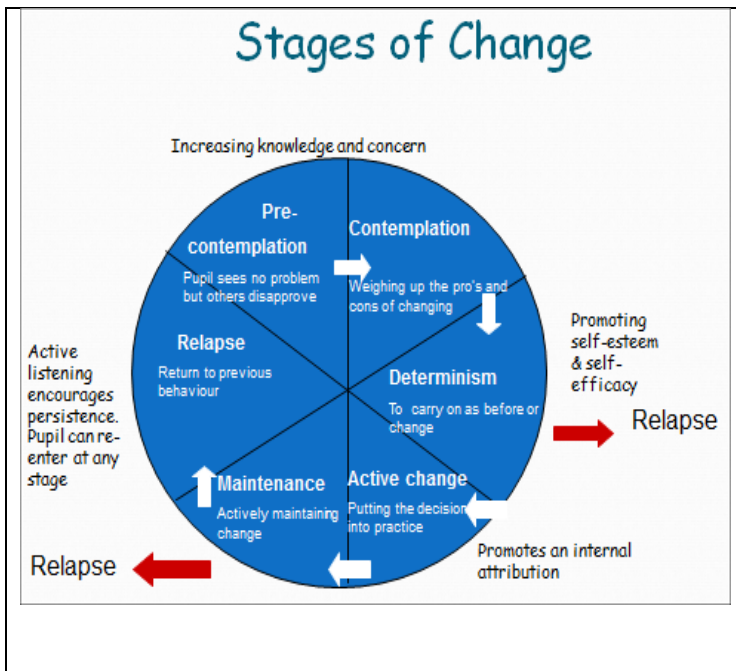 Stages of Change
Increasing knowledge and concern
Pre-
contemplation
Pupil sees no problem
but others disapprove
Contemplation
Weighing up the pro's and
cons of changing
Promoting
self-esteem
& self-
efficacy
Relapse
Determinism
To carry on as before or
change
Active change
Putting the decision
into practice
Promotes an internal
attribution
Maintenance
Actively maintaining
change
Relapse
Relapse
Return to previous
behaviour
Active
listening
encourages
persistence.
Pupil can re-
enter at any
stage